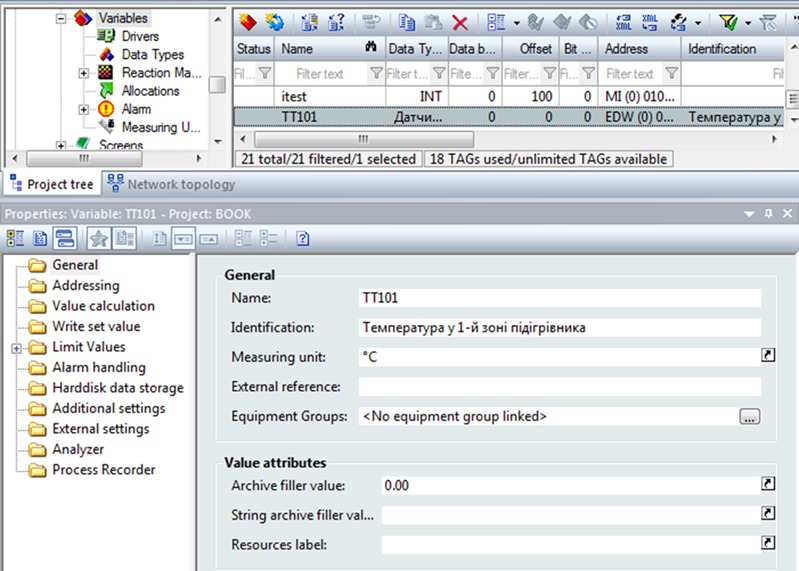 Variables
Drivers
Data Types
Reaction Ma...
Allocations
Alarm
Measuring U...
Screens
Status Name Data Ty... Data b... Offset Bit ... Address Identification
Fil... Filter text Filter t... Filte... Filter... Fi... Filter text Fil
itest INT 0 100 MI (0) 010...
TT101 Датчи... 0 0 0 EDW (0) 0... Температура у
21 total/21 filtered/1 selected 18 TAGs used/unlimited TAGs available
Project tree Network topology
Properties: Variable: TT101 - Project: BOOK
General
Addressing
Value calculation
Write set value
Limit Values
Alarm handling
Harddisk data storage
Additional settings
External settings
Analyzer
Process Recorder
General
Name: TT101
Identification: Температура у 1-й зоні підігрівника
Measuring unit: °C
External reference:
Equipment Groups: <No equipment group linked> ...
Value attributes
Archive filler value: 0.00
String archive filler val...
Resources label: